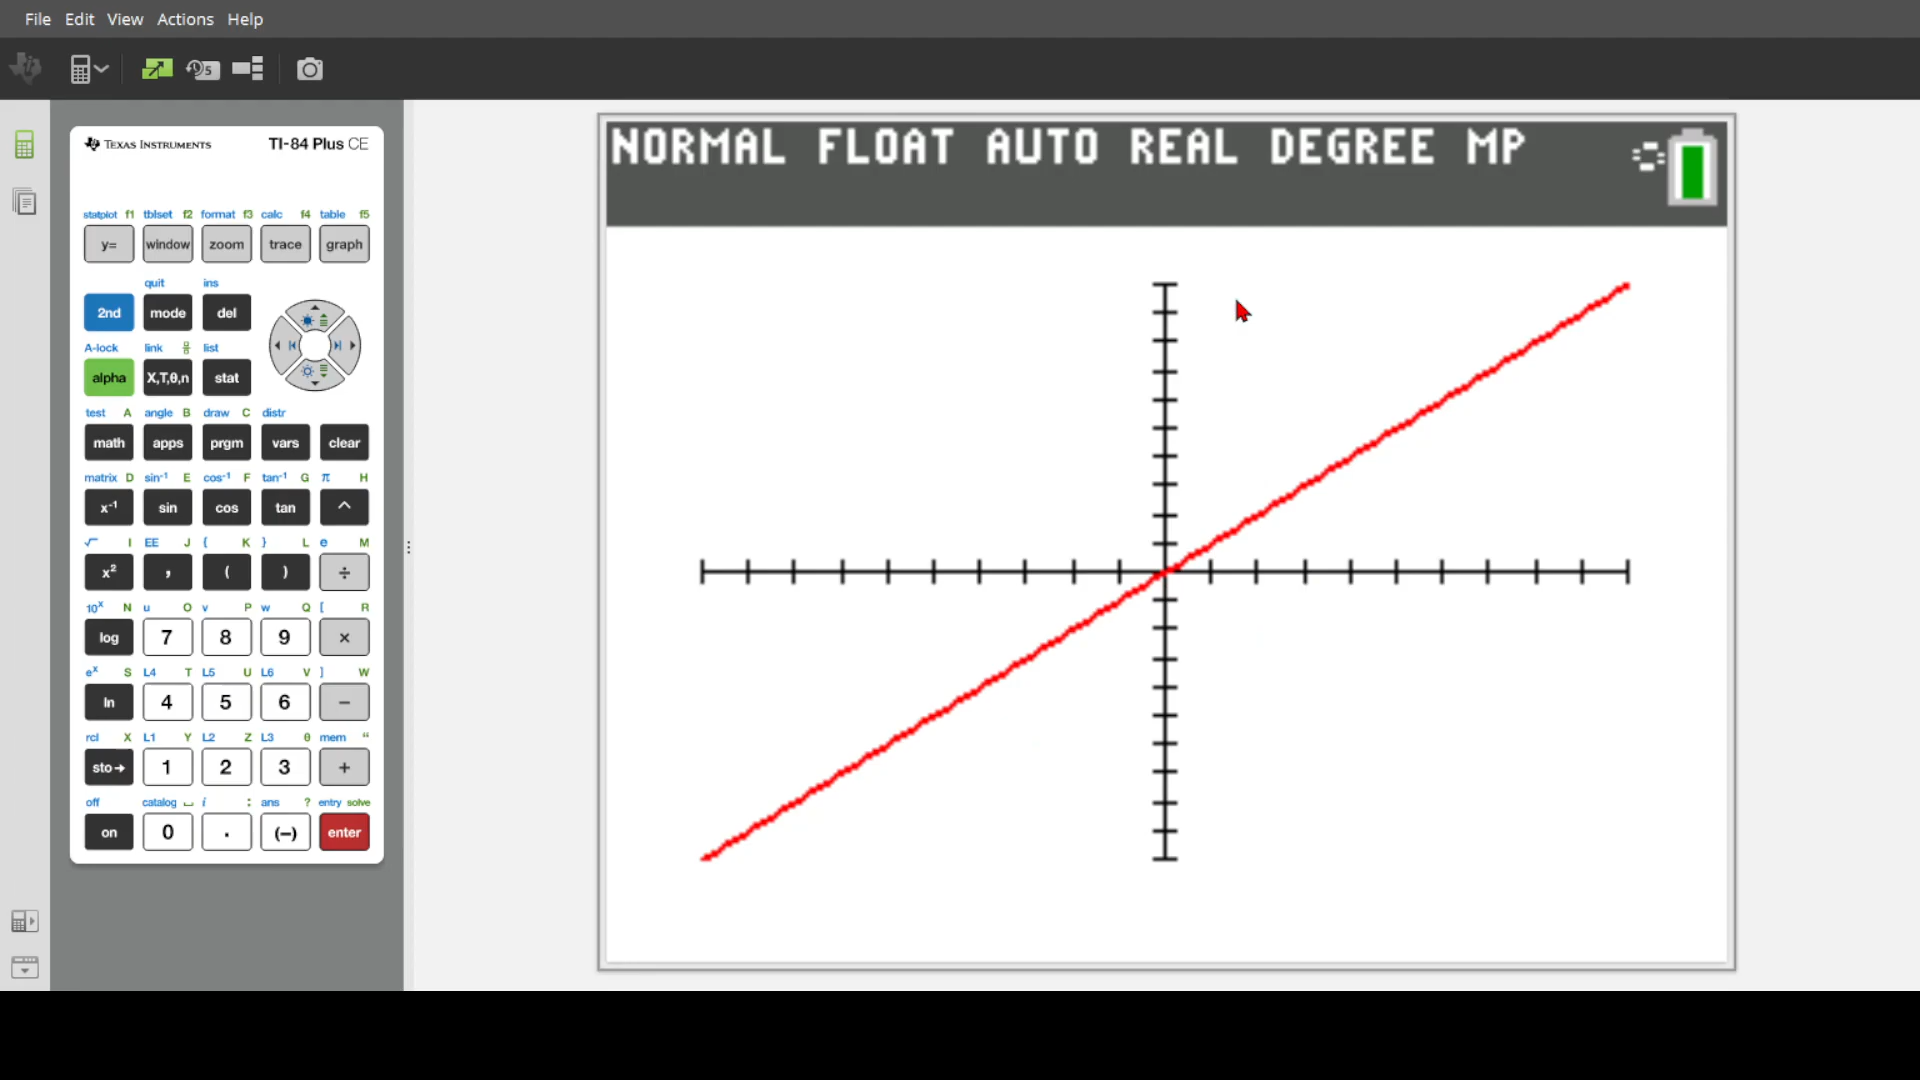 File Edit View Actions Help
TEXAS INSTRUMENTS TI-84 Plus CE
NORMAL FLOAT AUTO REAL DEGREE MP
statplot f1 tblset f2 format f3 calc f4 table f5
y= window zoom trace graph
quit ins
2nd mode del
A-lock link list
alpha X,T,θ,n stat
test A angle B draw C distr
math apps prgm vars clear
matrix D sin⁻¹ E cos⁻¹ F tan⁻¹ G π H
x⁻¹ sin cos tan ^
√ I EE J { K } L e M
x² , ( ) ÷
10ˣ N u O v P w Q [ R
log 7 8 9 ×
eˣ S L4 T L5 U L6 V ] W
ln 4 5 6 −
rcl X L1 Y L2 Z L3 θ mem “
sto→ 1 2 3 +
off catalog ⎵ i : ans ? entry solve
on 0 . (−) enter